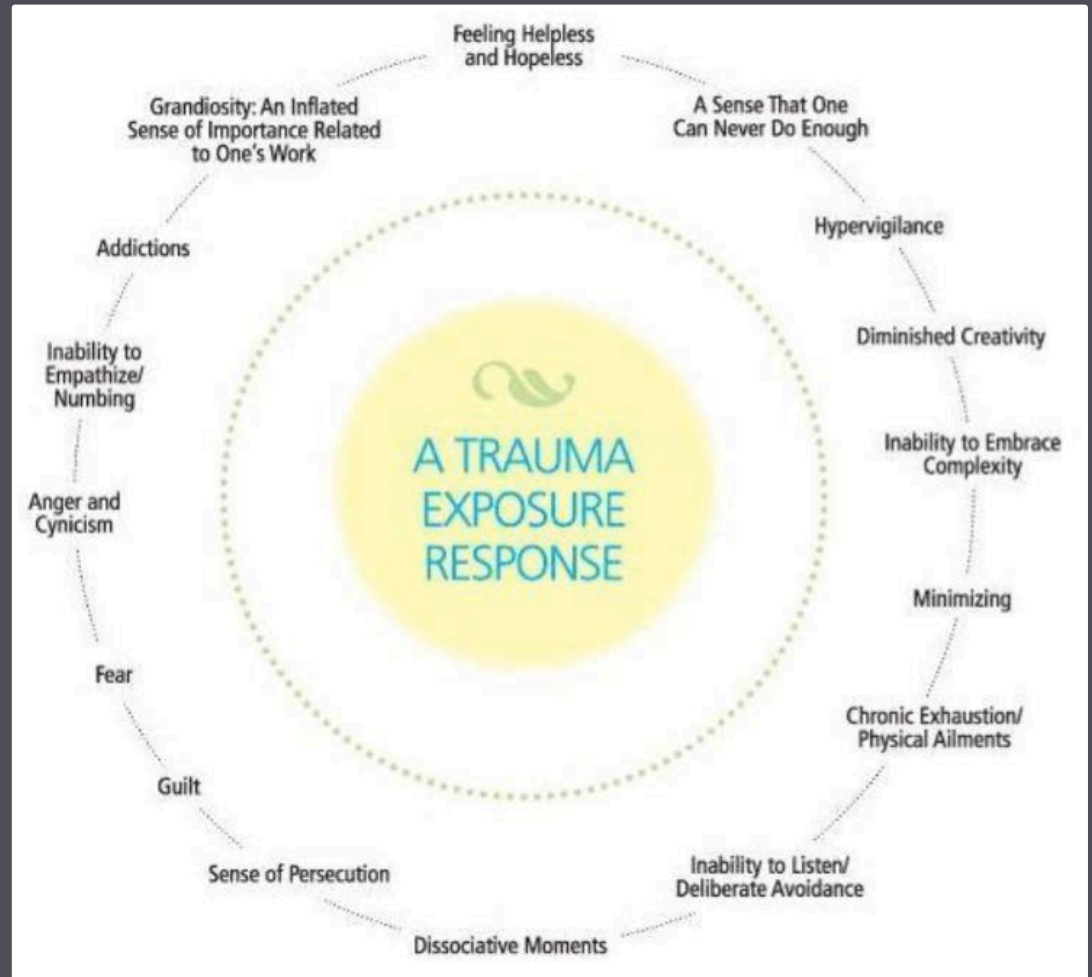 Feeling Helpless
and Hopeless
A Sense That One
Can Never Do Enough
Hypervigilance
Diminished Creativity
Inability to Embrace
Complexity
Minimizing
Chronic Exhaustion/
Physical Ailments
Inability to Listen/
Deliberate Avoidance
Dissociative Moments
Sense of Persecution
Guilt
Fear
Anger and
Cynicism
Inability to
Empathize/
Numbing
Addictions
Grandiosity: An Inflated
Sense of Importance Related
to One's Work
A TRAUMA
EXPOSURE
RESPONSE